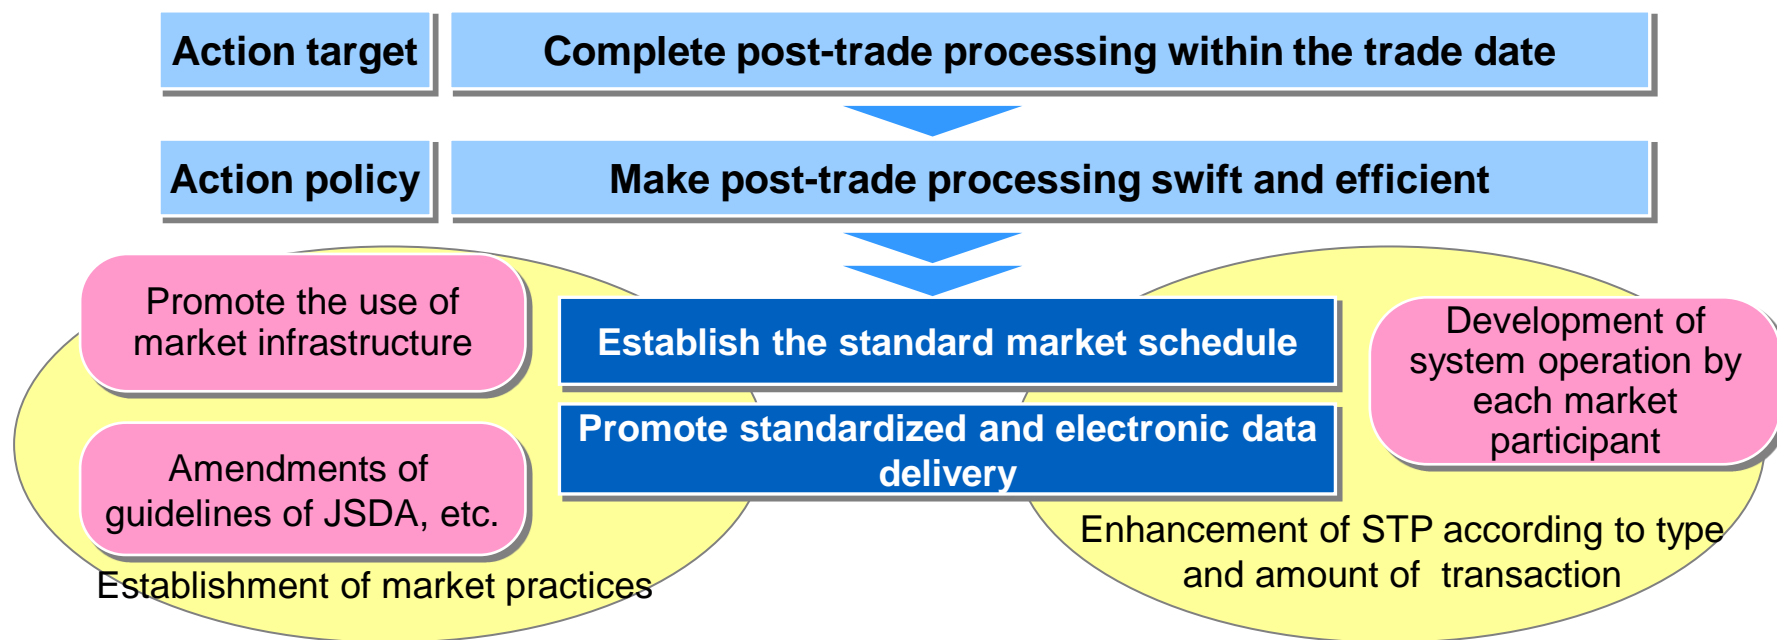 Action target
Complete post-trade processing within the trade date
Action policy
Make post-trade processing swift and efficient
Promote the use of
market infrastructure
Amendments of
guidelines of JSDA, etc.
Establishment of market practices
Establish the standard market schedule
Promote standardized and electronic data
delivery
Development of
system operation by
each market
participant
Enhancement of STP according to type
and amount of  transaction